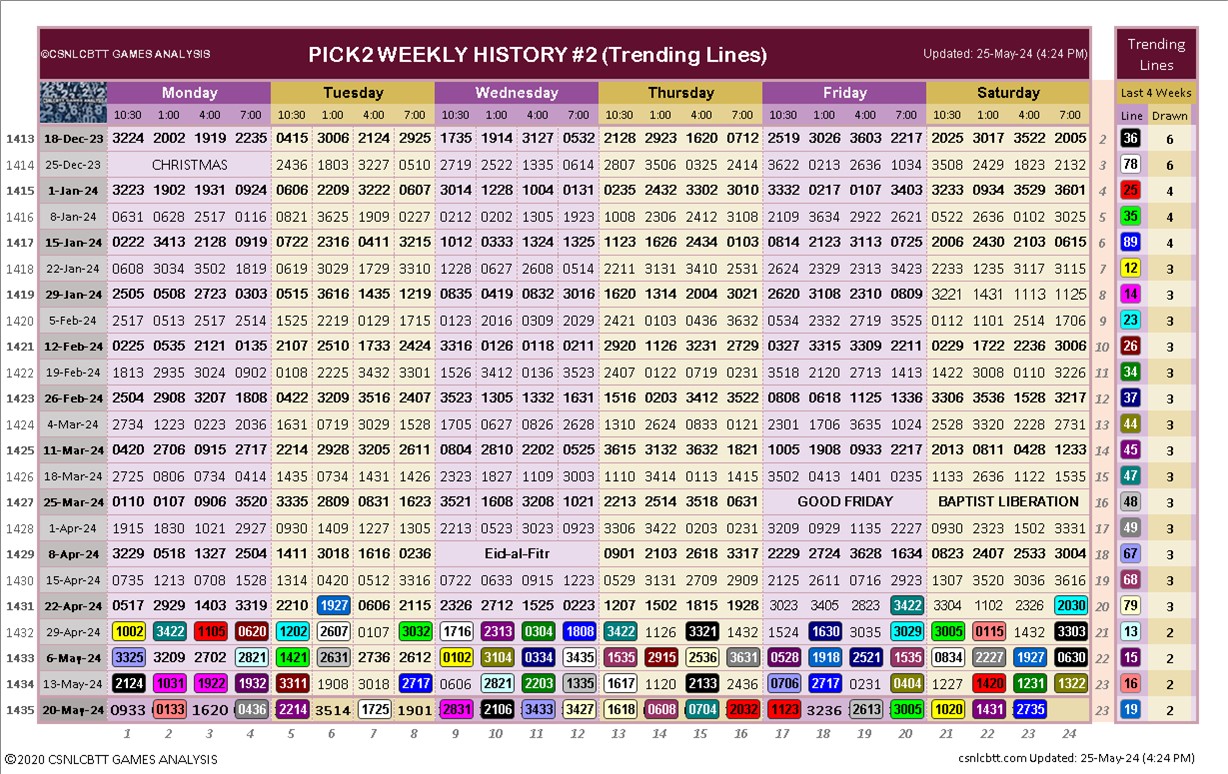 ©2020 CSNLCBTT GAMES ANALYSIS PICK2 WEEKLY HISTORY #2 (Trending Lines) Updated: 25-May-24 (4:24 PM) Trending Lines
Monday Tuesday Wednesday Thursday Friday Saturday Last 4 Weeks
10:30 1:00 4:00 7:00 10:30 1:00 4:00 7:00 10:30 1:00 4:00 7:00 10:30 1:00 4:00 7:00 10:30 1:00 4:00 7:00 10:30 1:00 4:00 7:00 Line Drawn
1413 18-Dec-23 3224 2002 1919 2235 0415 3006 2124 2925 1735 1914 3127 0532 2128 2923 1620 0712 2519 3026 3603 2217 2025 3017 3522 2005 2 36 6
1414 25-Dec-23 CHRISTMAS 2436 1803 3227 0510 2719 2522 1335 0614 2807 3506 0325 2414 3622 0213 2636 1034 3508 2429 1823 2132 3 78 6
1415 1-Jan-24 3223 1902 1931 0924 0606 2209 3222 0607 3014 1228 1004 0131 0235 2432 3302 3010 3332 0217 0107 3403 3233 0934 3529 3601 4 25 4
1416 8-Jan-24 0631 0628 2517 0116 0821 3625 1909 0227 0212 0202 1305 1923 1008 2306 2412 3108 2109 3634 2922 2621 0522 2636 0102 3025 5 35 4
1417 15-Jan-24 0222 3413 2128 0919 0722 2316 0411 3215 1012 0333 1324 1325 1123 1626 2434 0103 0814 2123 3113 0725 2006 2430 2103 0615 6 89 4
1418 22-Jan-24 0608 3034 3502 1819 0619 3029 1729 3311 1228 0627 2608 0514 2211 3131 3410 2531 2624 2329 2313 3423 2233 1235 3117 3115 7 12 3
1419 29-Jan-24 2505 0508 2723 0303 0515 3616 1435 1210 0835 0419 0832 3016 1620 1314 2004 3021 2620 3108 2310 0809 3221 1431 1113 1125 8 14 3
1420 5-Feb-24 2517 0513 2517 2514 1525 2219 0129 1715 0123 2016 0309 2029 2421 0103 0436 3632 0534 2332 2719 3525 0112 1101 2514 1706 9 23 3
1421 12-Feb-24 0225 0535 2121 0135 2107 2510 1733 2424 3316 0126 0118 0211 2920 1126 3231 2729 0327 3315 3309 2211 0229 1722 2236 3006 10 26 3
1422 19-Feb-24 1813 2935 3024 0902 0108 2225 3432 3301 1526 3412 0136 3523 2407 0122 0719 0231 3518 2120 2713 1413 1422 3008 0110 3226 11 34 3
1423 26-Feb-24 2504 2908 3207 1808 0422 3209 3516 2407 3523 1305 1332 1631 1516 0203 3412 3522 0808 0618 1125 1336 3306 3536 1528 3217 12 37 3
1424 4-Mar-24 2734 1223 0223 2036 1631 0719 3029 1528 1705 0627 0826 2628 1310 2624 0833 0121 2301 1706 3635 1024 2528 3320 2228 2731 13 44 3
1425 11-Mar-24 0420 2706 0915 2717 2214 2928 3205 2611 0804 2810 2202 0525 3615 3132 3632 1821 1005 1908 0933 2217 2013 0811 0428 1233 14 45 3
1426 18-Mar-24 2725 0806 0734 0414 1435 0734 1431 1424 2323 1827 1109 3003 1110 3414 0113 1415 3502 0413 1401 0235 1133 2636 1122 1535 15 47 3
1427 25-Mar-24 0110 0107 0906 3520 3335 2809 0831 1623 3521 1608 3208 1021 2213 2514 3518 0631 GOOD FRIDAY BAPTIST LIBERATION 16 48 3
1428 1-Apr-24 1915 1830 1021 2927 0930 1409 1227 1305 2213 0523 3023 0923 3306 3422 0203 0231 3209 0929 1135 2227 0930 2323 1502 3331 17 49 3
1429 8-Apr-24 3229 0518 1327 2504 1411 3018 1616 0236 Eid-al-Fitr 0901 2103 2618 3317 2229 2724 3628 1634 0823 2407 2533 3004 18 67 3
1430 15-Apr-24 0735 1213 0708 1528 1314 0420 0512 3316 0722 0633 0915 1223 0529 3131 2709 2909 2125 2611 0716 2923 1307 3520 3036 3616 19 68 3
1431 22-Apr-24 0517 2929 1403 3319 2210 1927 0606 2115 2326 2712 1525 0223 1207 1502 1815 1928 3023 3405 2823 3422 3304 1102 2326 2030 20 79 3
1432 29-Apr-24 1002 3422 1105 0620 1202 2607 0107 3032 1716 2313 0304 1808 3422 1126 3321 1432 1524 1630 3035 3029 3005 0115 1432 3303 21 13 2
1433 6-May-24 3325 3209 2702 2821 1421 2631 2736 2612 0102 3104 0334 3435 1535 2915 2536 3631 0528 1918 2521 1535 0834 2227 1927 0630 22 15 2
1434 13-May-24 2124 1031 1922 1932 3311 1908 3018 2717 0606 2821 2203 1335 1617 1120 2133 2436 0706 2717 0231 0404 1227 1420 1231 1322 23 16 2
1435 20-May-24 0933 0133 1620 0436 2214 3514 1725 1901 2831 2106 3433 3427 1618 0608 0704 2032 1123 3236 2613 3005 1020 1431 2735 23 19 2
1 2 3 4 5 6 7 8 9 10 11 12 13 14 15 16 17 18 19 20 21 22 23 24
©2020 CSNLCBTT GAMES ANALYSIS csnlcbtt.com Updated: 25-May-24 (4:24 PM)